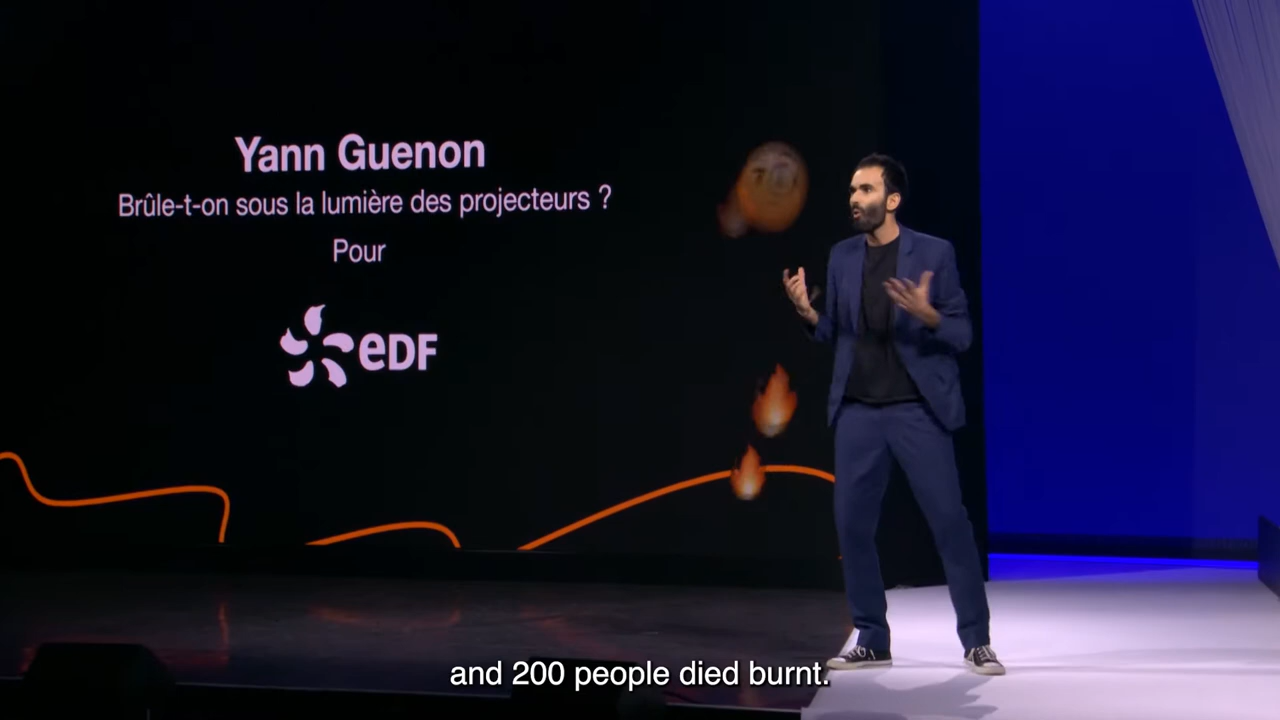 Yann Guenon
Brûle-t-on sous la lumière des projecteurs ?
Pour
eDF
and 200 people died burnt.